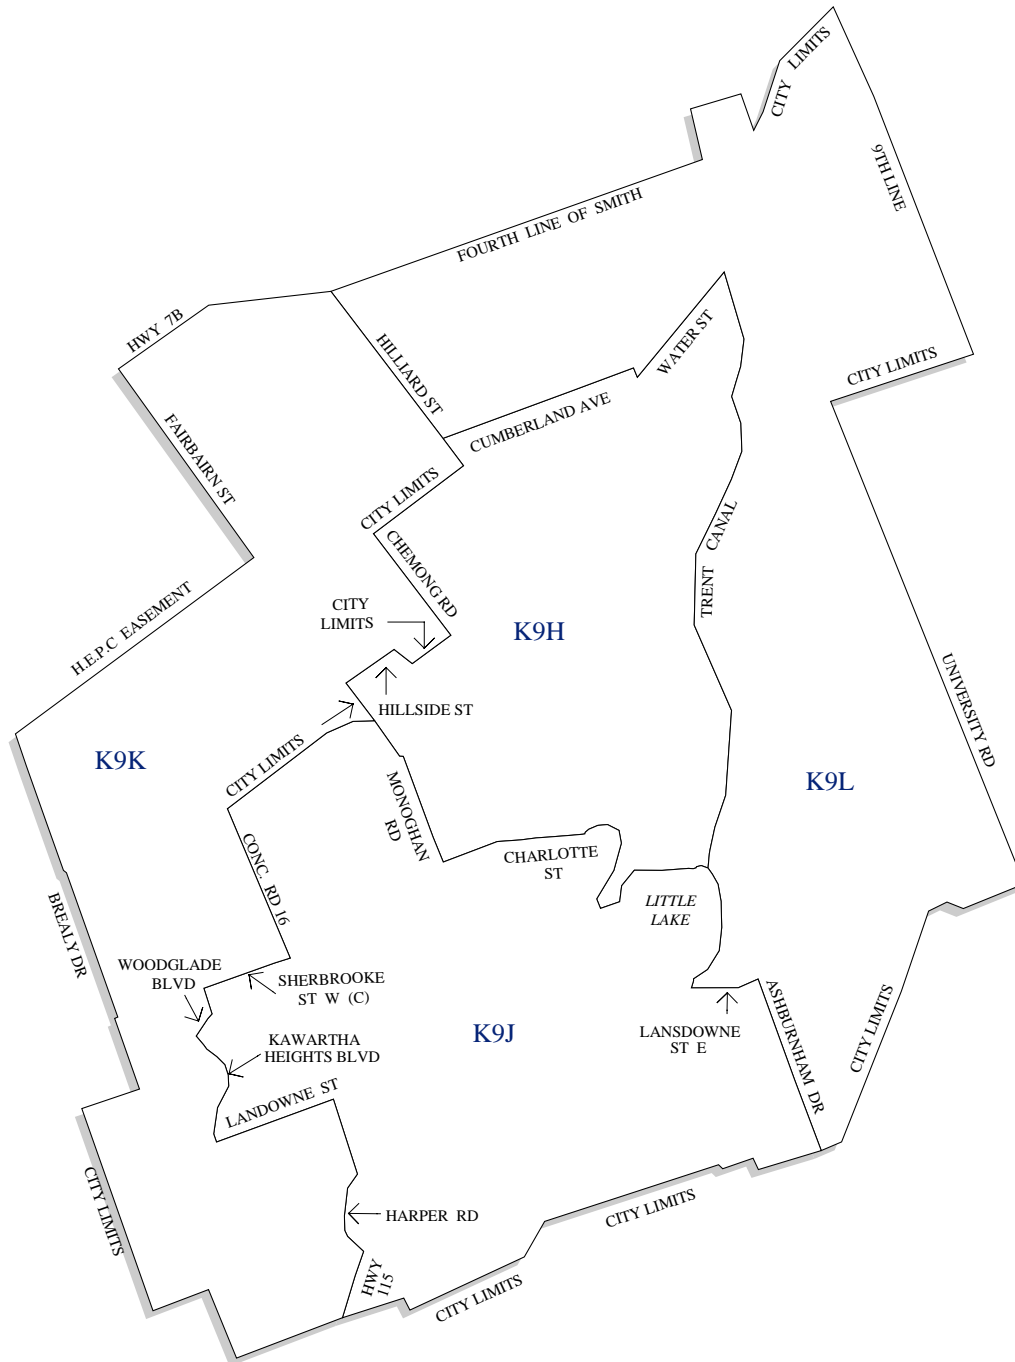 CITY LIMITS
9TH LINE
FOURTH LINE OF SMITH
HWY 7B
HILLIARD ST
WATER ST
CITY LIMITS
CUMBERLAND AVE
FAIRBAIRN ST
CITY LIMITS
CHEMONG RD
TRENT CANAL
H.E.P.C EASEMENT
CITY
LIMITS
K9H
HILLSIDE ST
UNIVERSITY RD
K9K
CITY LIMITS
K9L
MONOGHAN
RD
CHARLOTTE
ST
CONC. RD 16
LITTLE
LAKE
BREALY DR
WOODGLADE
BLVD
SHERBROOKE
ST W (C)
K9J
KAWARTHA
HEIGHTS BLVD
LANSDOWNE
ST E
ASHBURNHAM DR
CITY LIMITS
LANDOWNE ST
CITY LIMITS
HARPER RD
CITY LIMITS
HWY
115
CITY LIMITS